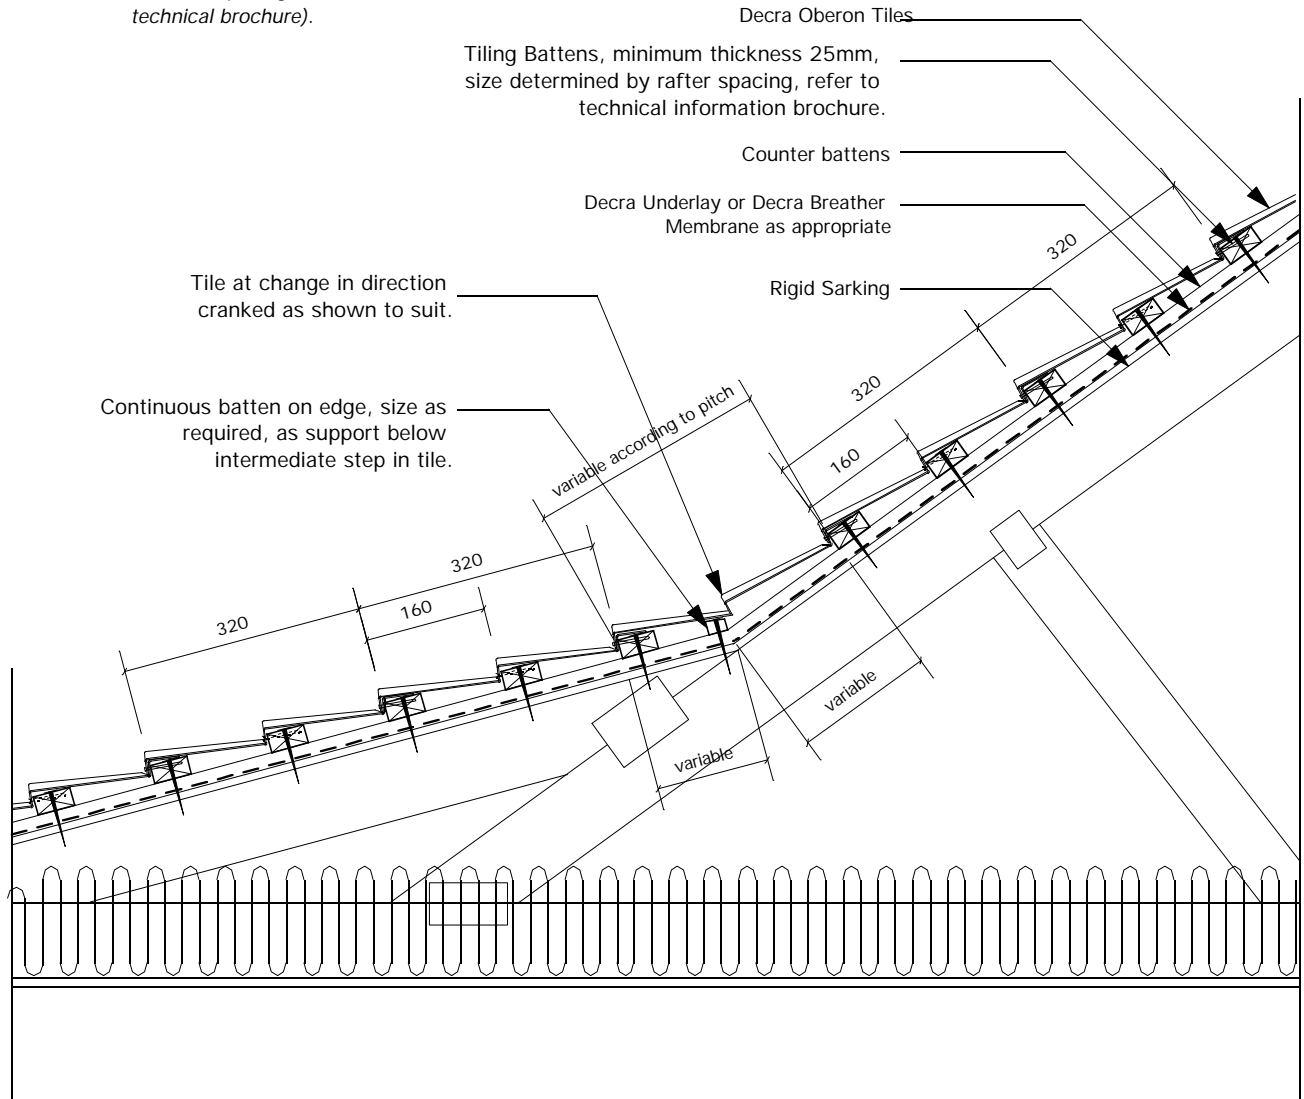 technical brochure).
Decra Oberon Tiles
Tiling Battens, minimum thickness 25mm,
size determined by rafter spacing, refer to
technical information brochure.
Counter battens
Decra Underlay or Decra Breather
Membrane as appropriate
Rigid Sarking
Tile at change in direction
cranked as shown to suit.
Continuous batten on edge, size as
required, as support below
intermediate step in tile.
320
320
160
variable according to pitch
320
160
320
variable
variable